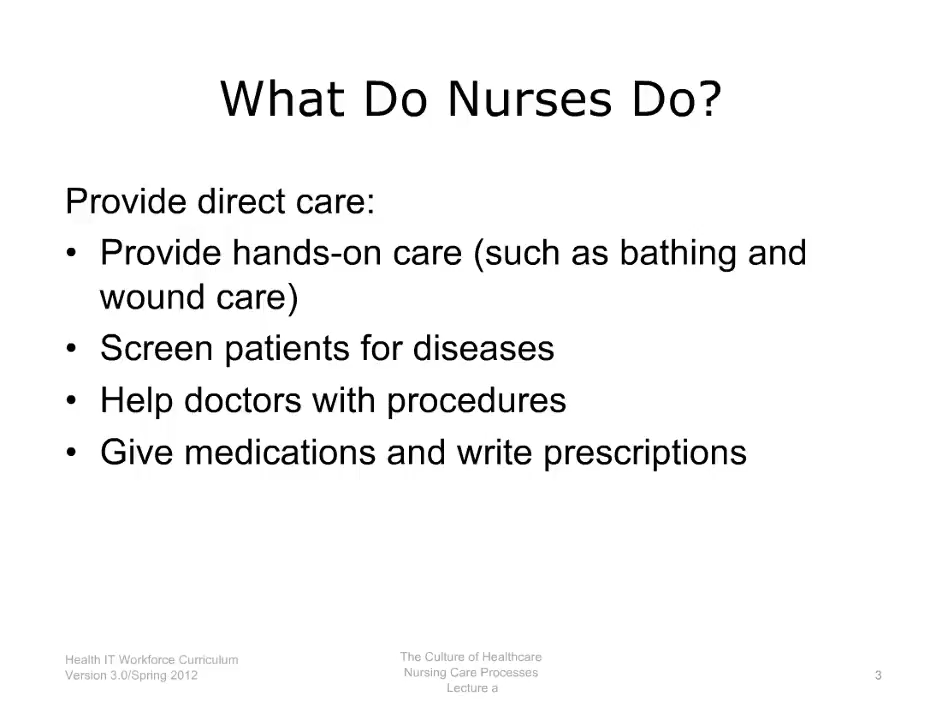 What Do Nurses Do?
Provide direct care:
• Provide hands-on care (such as bathing and
wound care)
• Screen patients for diseases
• Help doctors with procedures
• Give medications and write prescriptions
Health IT Workforce Curriculum
Version 3.0/Spring 2012
The Culture of Healthcare
Nursing Care Processes
Lecture a
3